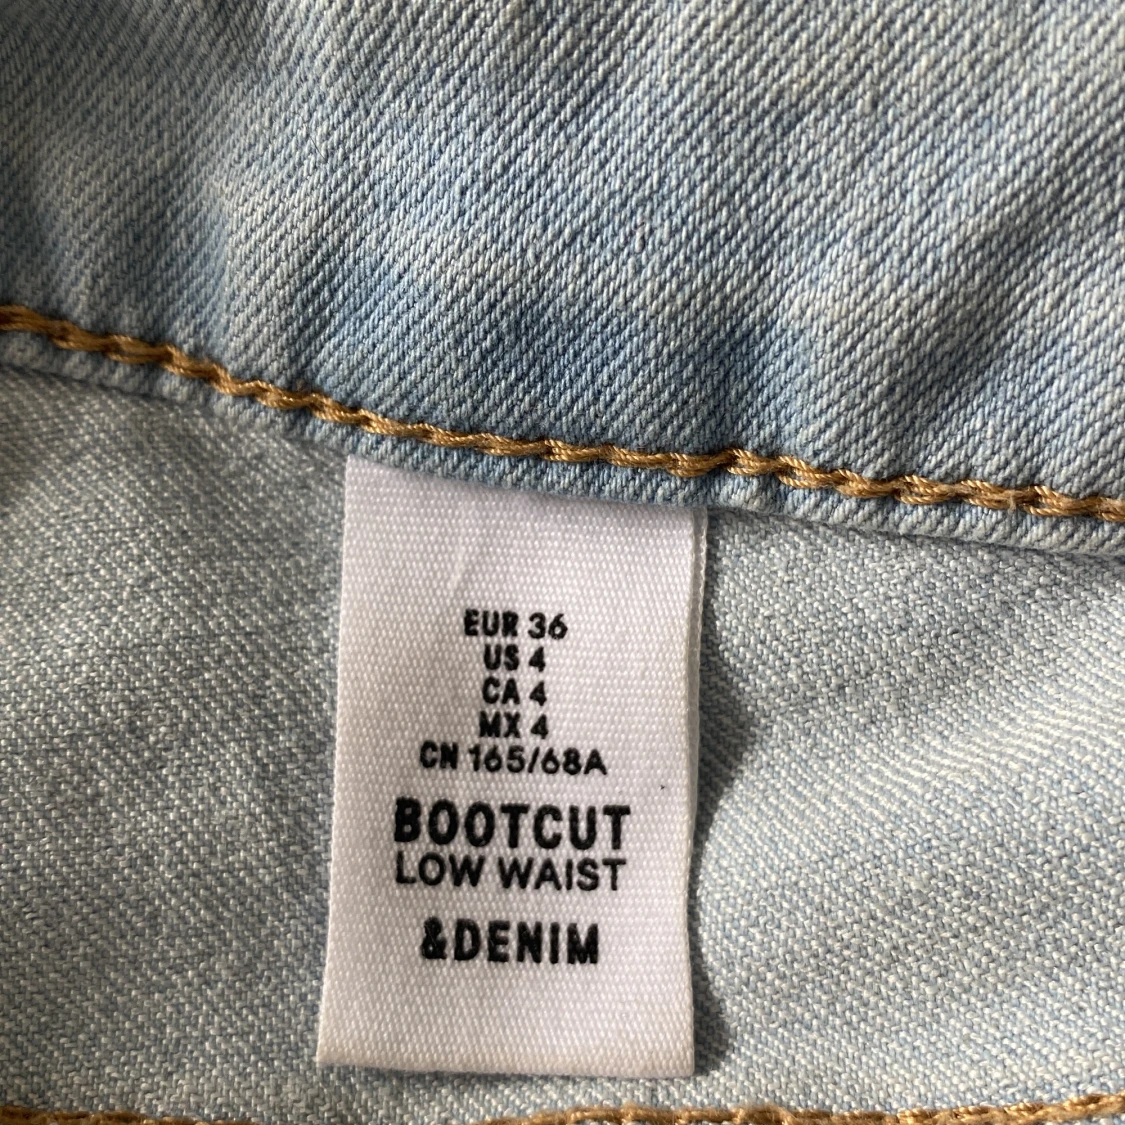 EUR 36
US 4
CA 4
MX 4
CN 165/68A
BOOTCUT
LOW WAIST
&DENIM